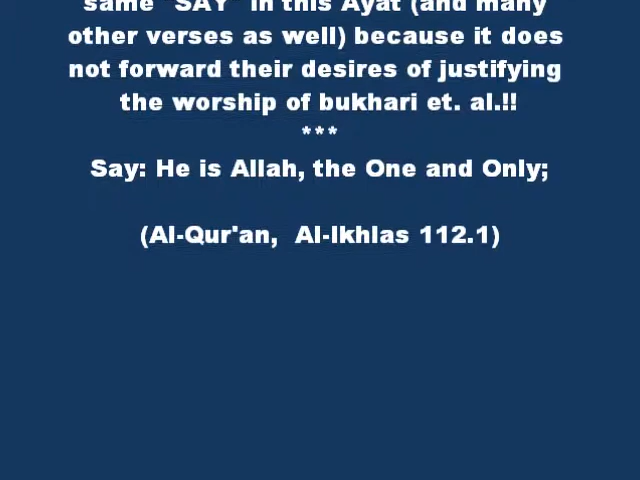 same "SAY" in this Ayat (and many
other verses as well) because it does
not forward their desires of justifying
the worship of bukhari et. al.!!
***
Say: He is Allah, the One and Only;
(Al-Qur'an, Al-Ikhlas 112.1)